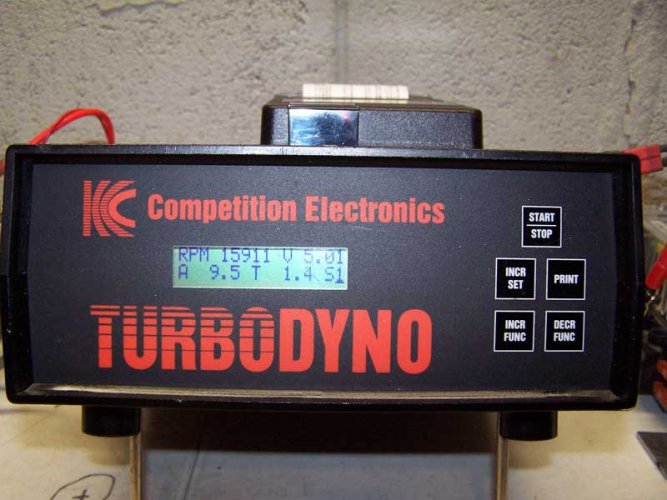 Competition Electronics
RPM 15911 V 5.01
A 9.5 T 1.4 S1
TURBODYNO
START
STOP
INCR
SET
PRINT
INCR
FUNC
DECR
FUNC